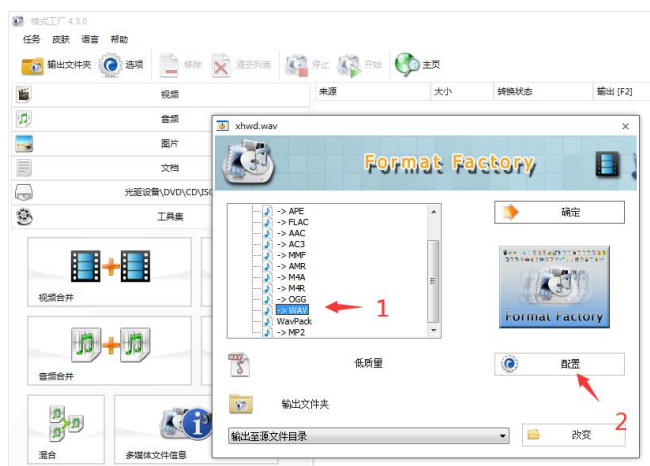 格式工厂 4.3.0
任务 皮肤 语言 帮助
输出文件夹 选项 移除 清空列表 停止 开始 主页
视频
来源 大小 转换状态 输出 [F2]
音频
图片
文档
光驱设备\DVD\CD\ISO
工具集
视频合并
音频合并
混合
多媒体文件信息
xhwd.wav
Format Factory
-> APE
-> FLAC
-> AAC
-> AC3
-> MMF
-> AMR
-> M4A
-> M4R
-> OGG
-> WAV
WavPack
-> MP2
1
确定
Format Factory
低质量
配置
2
输出文件夹
输出至源文件目录
改变